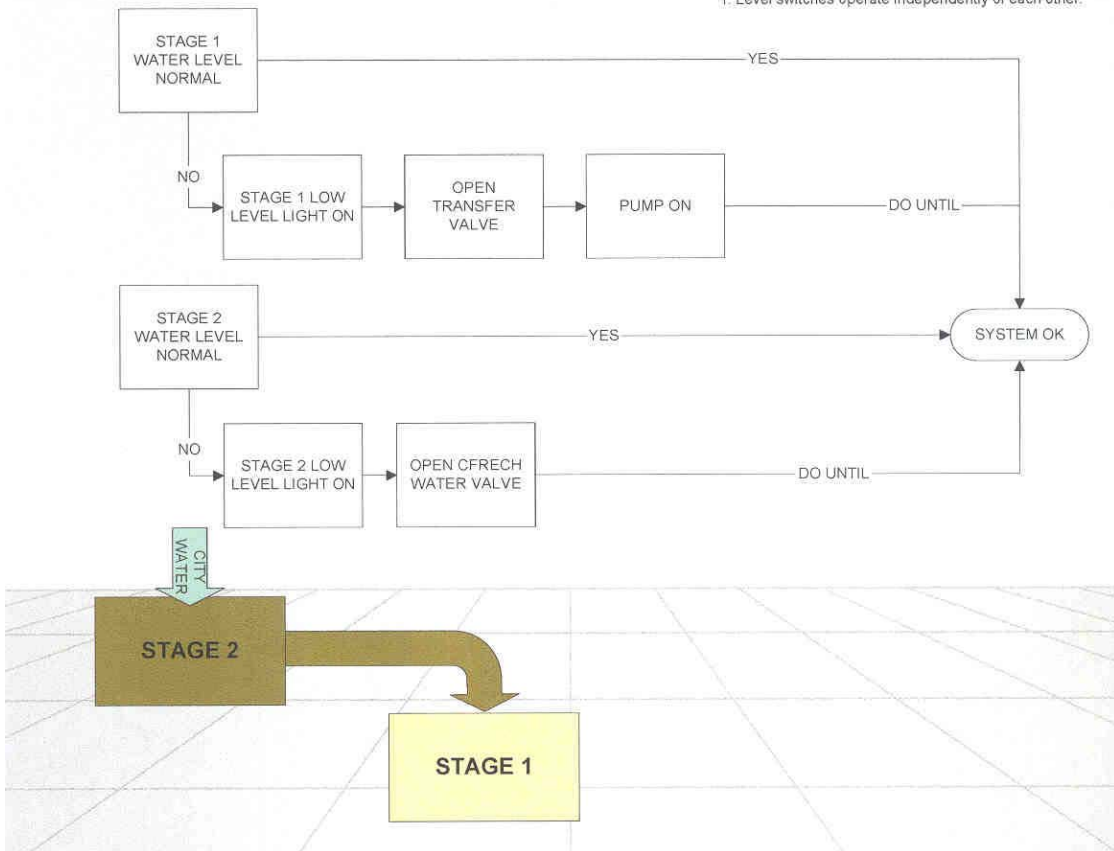 1. Level switches operate independently of each other.
STAGE 1
WATER LEVEL
NORMAL
YES
NO
STAGE 1 LOW
LEVEL LIGHT ON
OPEN
TRANSFER
VALVE
PUMP ON
DO UNTIL
STAGE 2
WATER LEVEL
NORMAL
YES
SYSTEM OK
NO
STAGE 2 LOW
LEVEL LIGHT ON
OPEN CFRECH
WATER VALVE
DO UNTIL
CITY
WATER
STAGE 2
STAGE 1